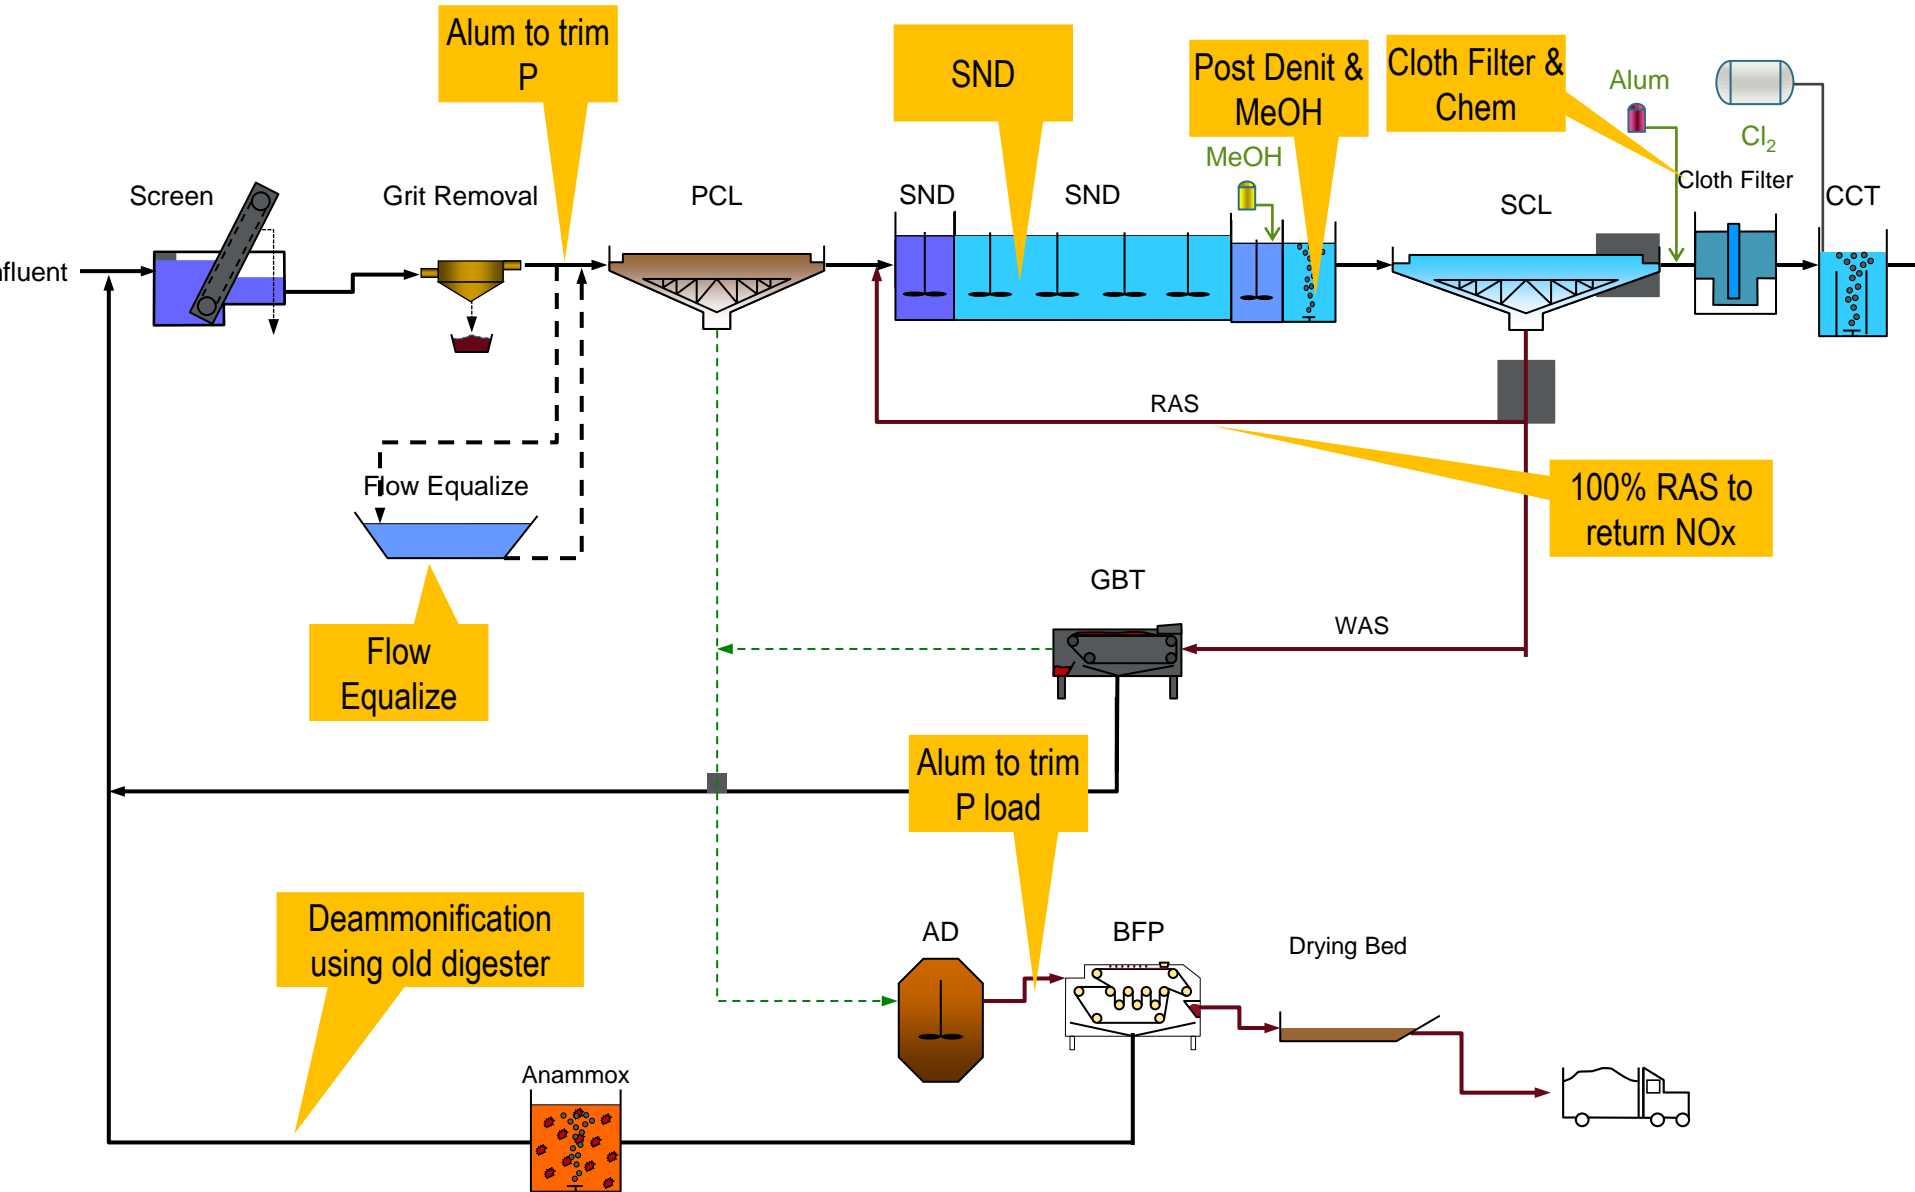 Alum to trim
P
SND
Post Denit &
MeOH
Cloth Filter &
Chem
Alum
Cl₂
MeOH
Screen
Grit Removal
PCL
SND
SND
SCL
Cloth Filter
CCT
nfluent
RAS
Flow Equalize
100% RAS to
return NOx
GBT
WAS
Flow
Equalize
Alum to trim
P load
Deammonification
using old digester
AD
BFP
Drying Bed
Anammox